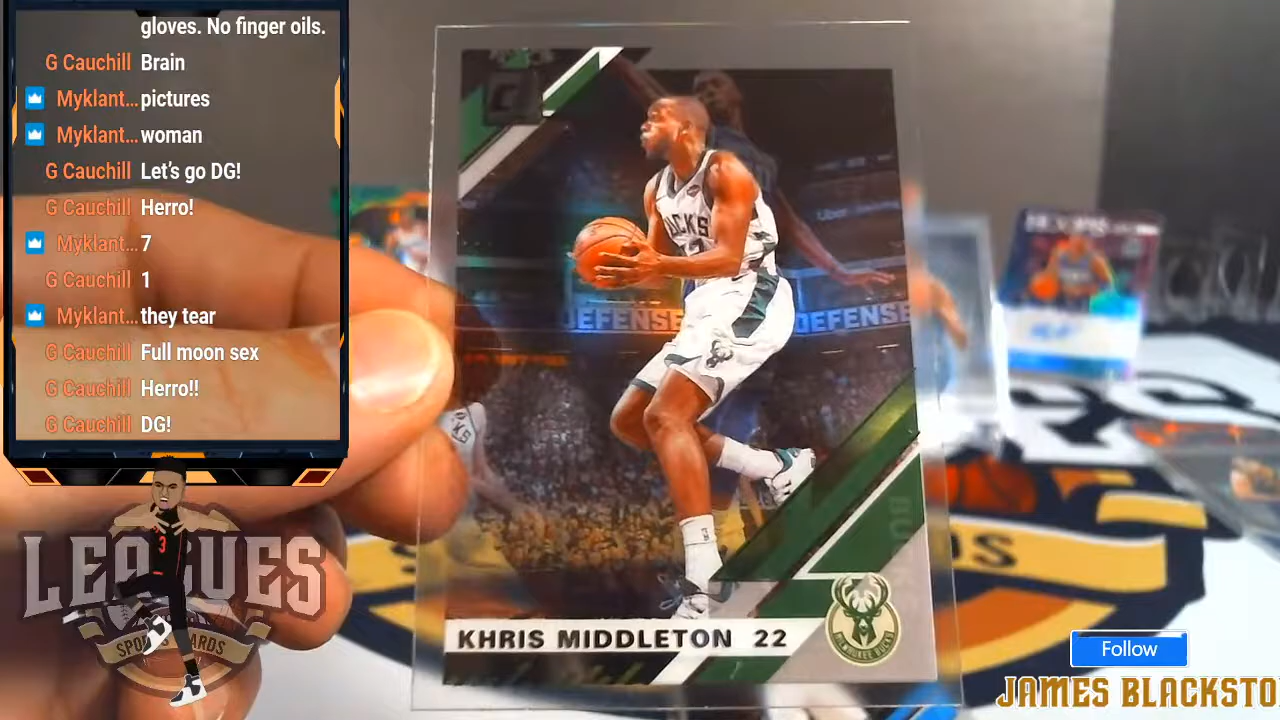 gloves. No finger oils.
G Cauchill Brain
Myklant... pictures
Myklant... woman
G Cauchill Let's go DG!
G Cauchill Herro!
Myklant... 7
G Cauchill 1
Myklant... they tear
G Cauchill Full moon sex
G Cauchill Herro!!
G Cauchill DG!
DEFENSE
DEFENSE
KHRIS MIDDLETON 22
LEAGUES
3
Follow
JAMES BLACKSTO